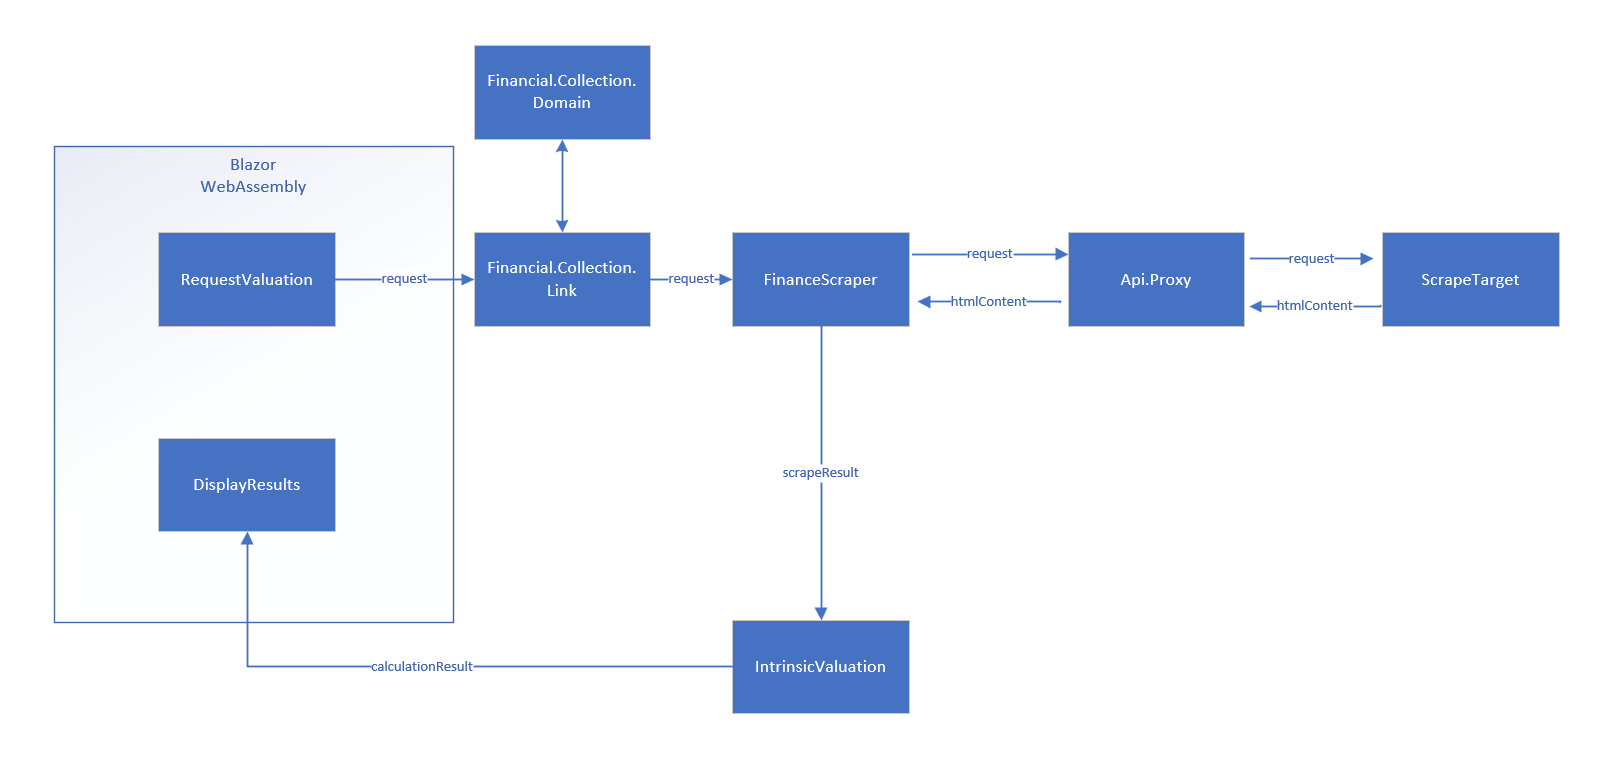 Financial.Collection.
Domain
Blazor
WebAssembly
RequestValuation
request
Financial.Collection.
Link
request
FinanceScraper
request
htmlContent
Api.Proxy
request
htmlContent
ScrapeTarget
DisplayResults
scrapeResult
calculationResult
IntrinsicValuation